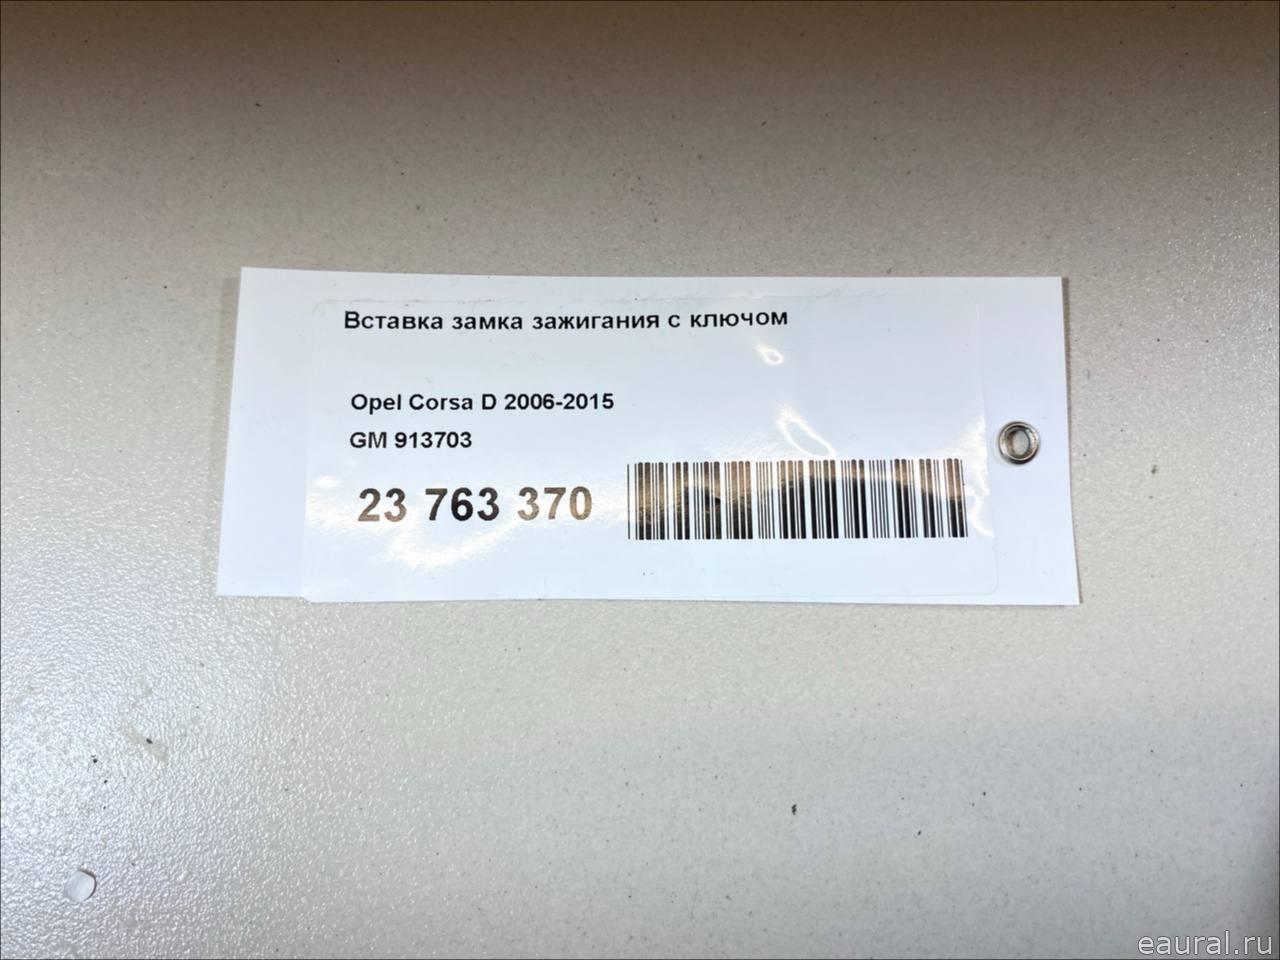 Вставка замка зажигания с ключом
Opel Corsa D 2006-2015
GM 913703
23 763 370
eaural.ru